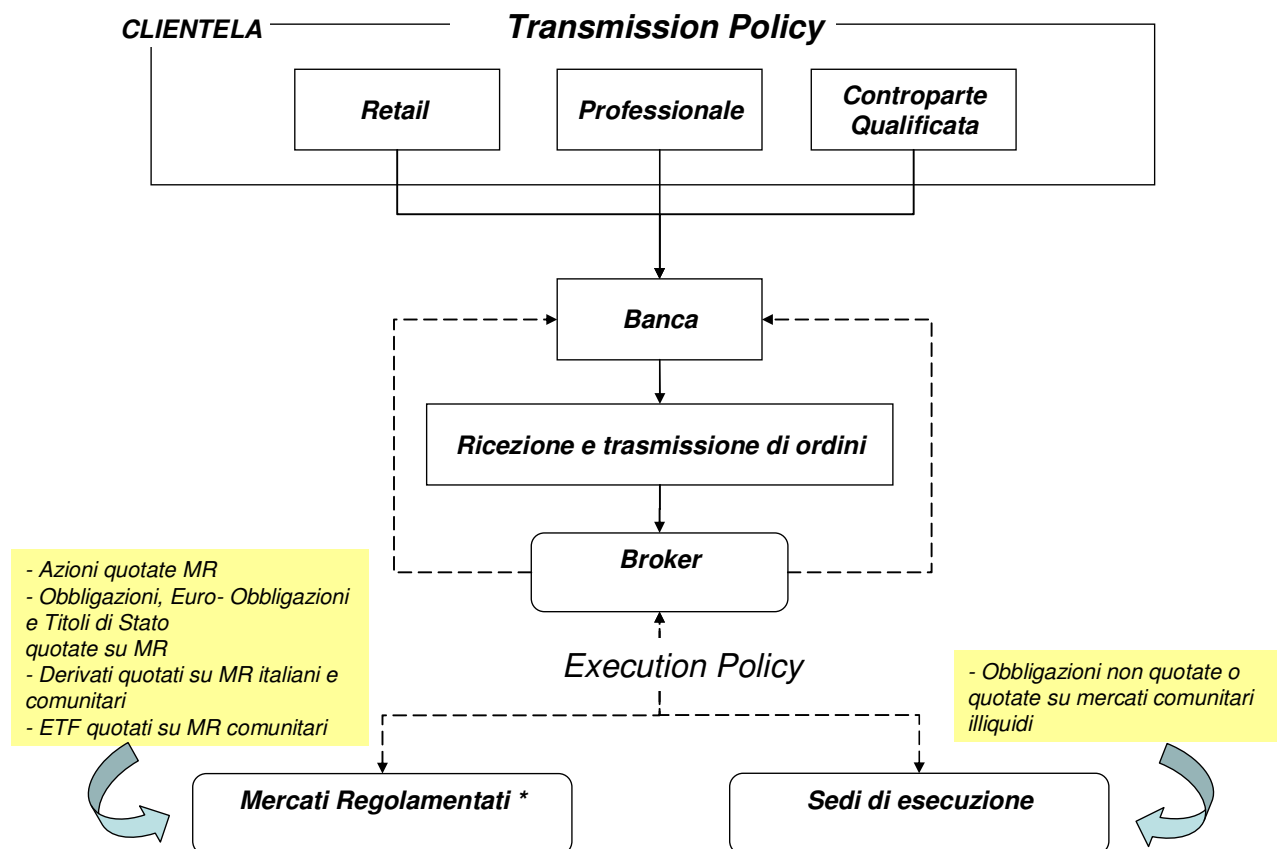 CLIENTELA
Transmission Policy
Retail
Professionale
Controparte
Qualificata
Banca
Ricezione e trasmissione di ordini
Broker
- Azioni quotate MR
- Obbligazioni, Euro- Obbligazioni
e Titoli di Stato
quotate su MR
- Derivati quotati su MR italiani e
comunitari
- ETF quotati su MR comunitari
Execution Policy
- Obbligazioni non quotate o
quotate su mercati comunitari
illiquidi
Mercati Regolamentati *
Sedi di esecuzione